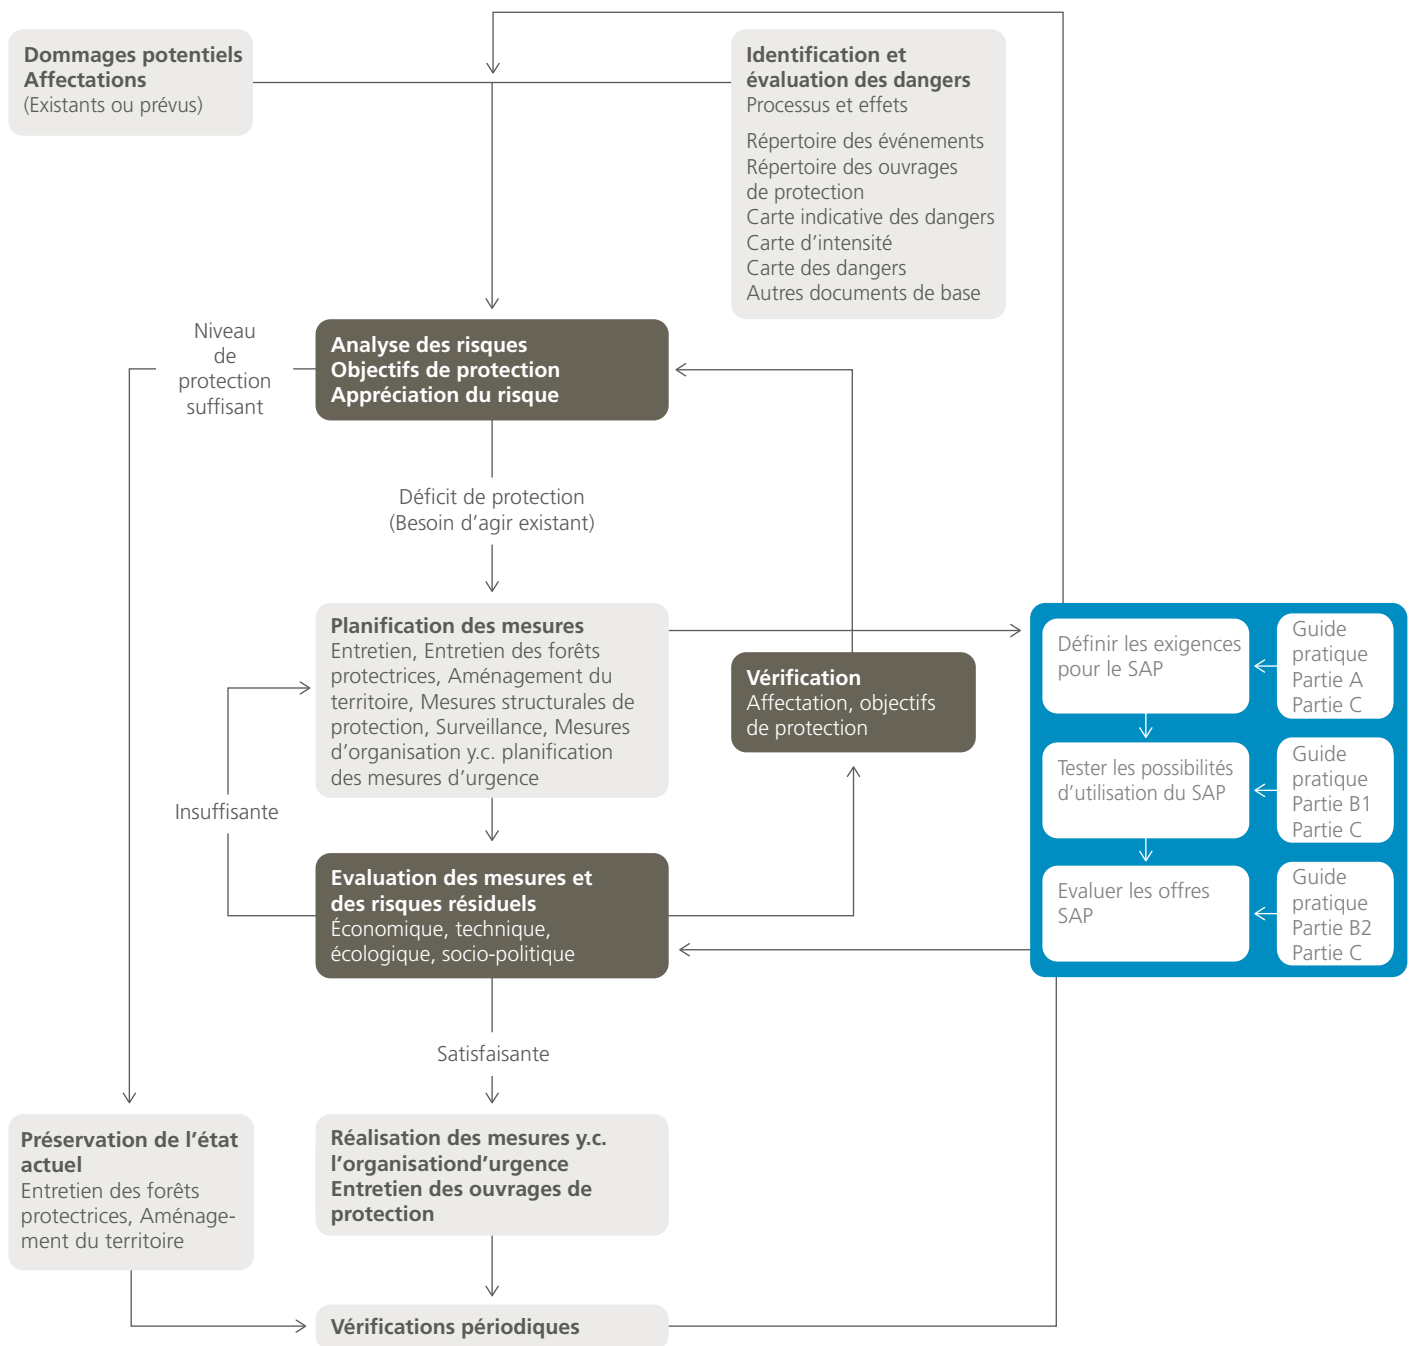 Dommages potentiels
Affectations
(Existants ou prévus)
Identification et
évaluation des dangers
Processus et effets
Répertoire des événements
Répertoire des ouvrages
de protection
Carte indicative des dangers
Carte d’intensité
Carte des dangers
Autres documents de base
Niveau
de
protection
suffisant
Analyse des risques
Objectifs de protection
Appréciation du risque
Déficit de protection
(Besoin d’agir existant)
Planification des mesures
Entretien, Entretien des forêts
protectrices, Aménagement du
territoire, Mesures structurales de
protection, Surveillance, Mesures
d’organisation y.c. planification
des mesures d’urgence
Vérification
Affectation, objectifs
de protection
Définir les exigences
pour le SAP
Guide
pratique
Partie A
Partie C
Tester les possibilités
d’utilisation du SAP
Guide
pratique
Partie B1
Partie C
Evaluer les offres
SAP
Guide
pratique
Partie B2
Partie C
Insuffisante
Evaluation des mesures et
des risques résiduels
Économique, technique,
écologique, socio-politique
Satisfaisante
Préservation de l’état
actuel
Entretien des forêts
protectrices, Aménage-
ment du territoire
Réalisation des mesures y.c.
l’organisationd’urgence
Entretien des ouvrages de
protection
Vérifications périodiques